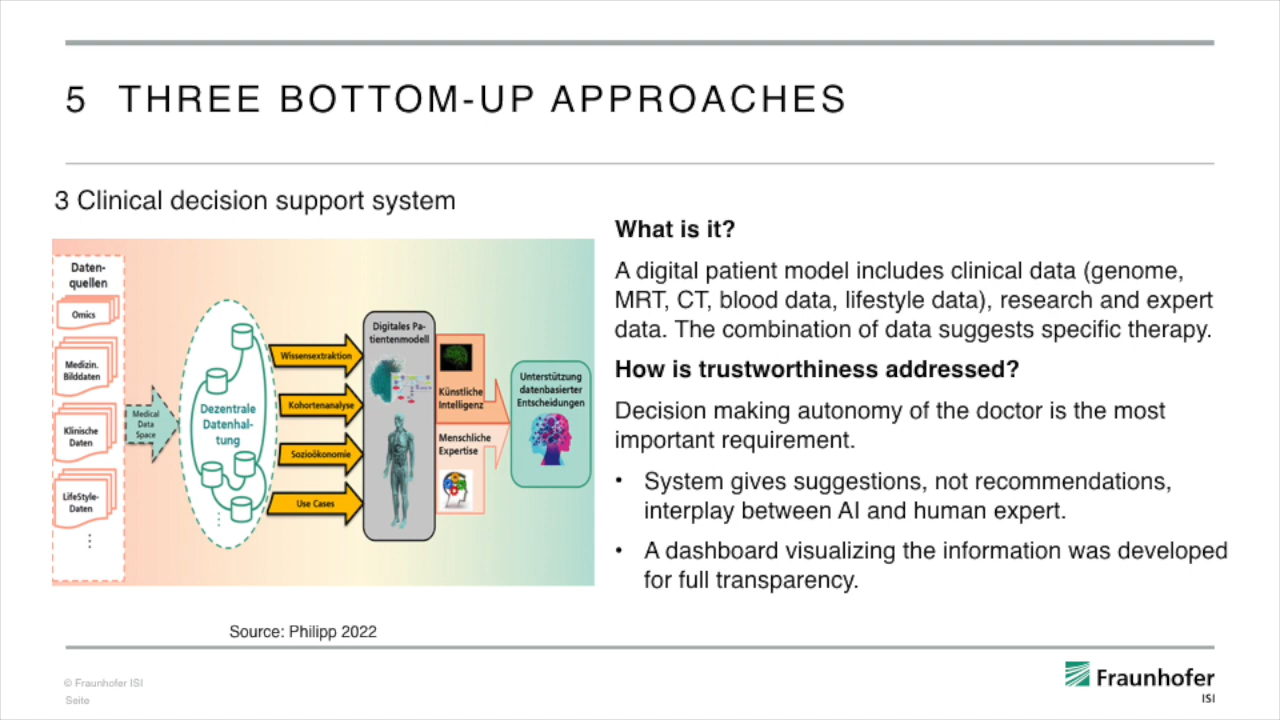 5 THREE BOTTOM-UP APPROACHES
3 Clinical decision support system
Daten-
quellen
Omics
Medizin.
Bilddaten
Klinische
Daten
LifeStyle-
Daten
Medical
Data
Space
Dezentrale
Datenhal-
tung
Wissensextraktion
Kohortenanalyse
Sozioökonomie
Use Cases
Digitales Pa-
tientenmodell
Künstliche
Intelligenz
Menschliche
Expertise
Unterstützung
datenbasierter
Entscheidungen
Source: Philipp 2022
What is it?
A digital patient model includes clinical data (genome,
MRT, CT, blood data, lifestyle data), research and expert
data. The combination of data suggests specific therapy.
How is trustworthiness addressed?
Decision making autonomy of the doctor is the most
important requirement.
• System gives suggestions, not recommendations,
interplay between AI and human expert.
• A dashboard visualizing the information was developed
for full transparency.
© Fraunhofer ISI
Seite
Fraunhofer
ISI